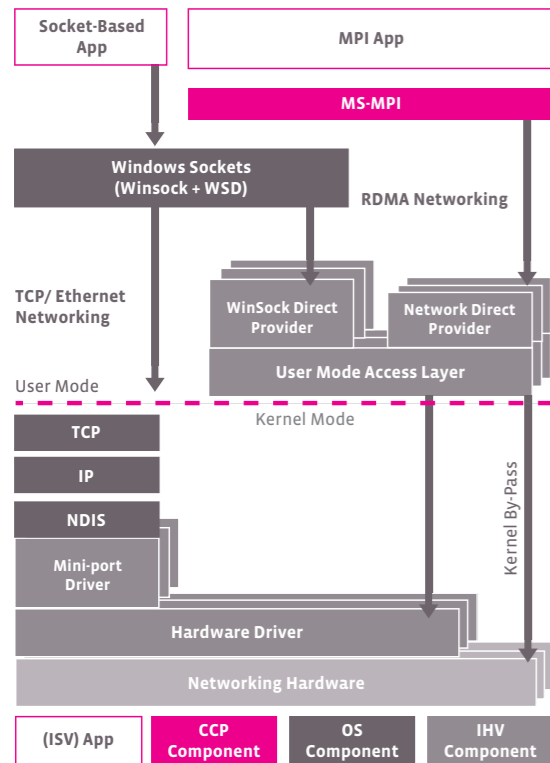 Socket-Based
App
MPI App
MS-MPI
Windows Sockets
(Winsock + WSD)
RDMA Networking
TCP/ Ethernet
Networking
WinSock Direct
Provider
Network Direct
Provider
User Mode Access Layer
User Mode
Kernel Mode
TCP
IP
NDIS
Mini-port
Driver
Kernel By-Pass
Hardware Driver
Networking Hardware
(ISV) App
CCP
Component
OS
Component
IHV
Component